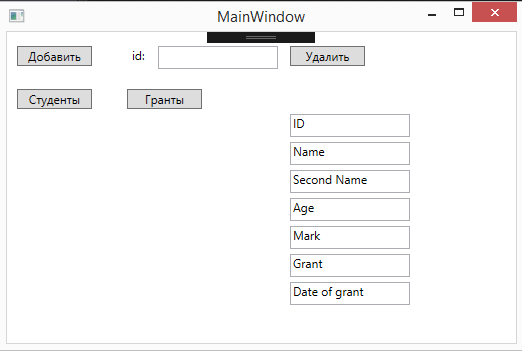 MainWindow
Добавить id: Удалить
Студенты Гранты
ID
Name
Second Name
Age
Mark
Grant
Date of grant